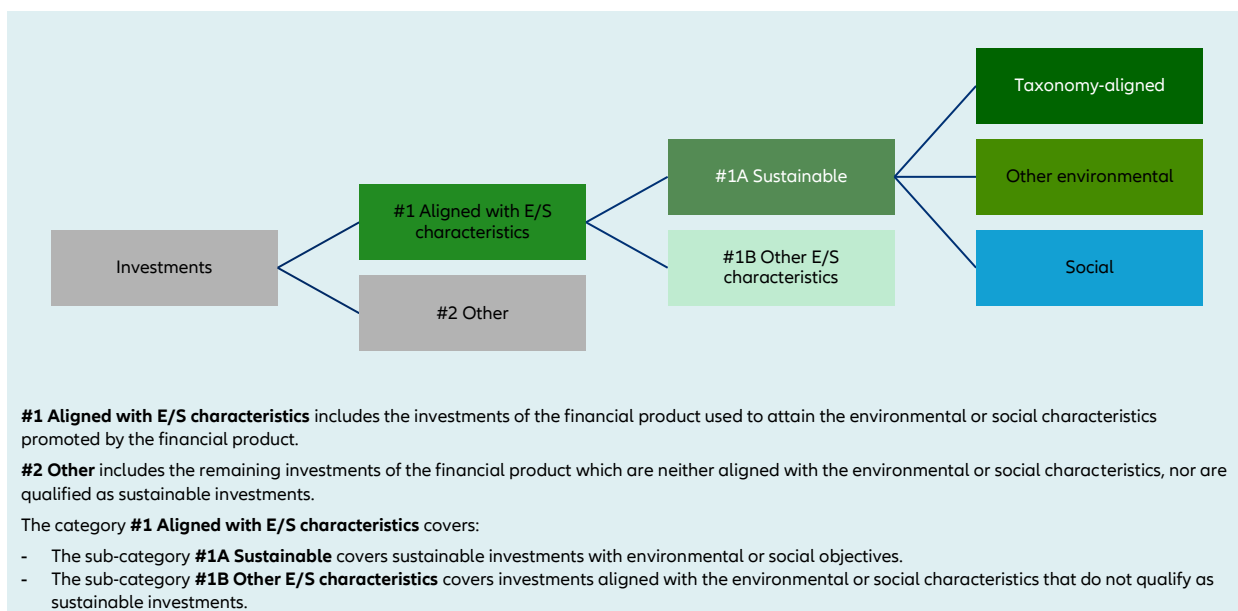 Taxonomy-aligned
#1A Sustainable
Other environmental
#1 Aligned with E/S
characteristics
Investments
#1B Other E/S
characteristics
Social
#2 Other
#1 Aligned with E/S characteristics includes the investments of the financial product used to attain the environmental or social characteristics
promoted by the financial product.
#2 Other includes the remaining investments of the financial product which are neither aligned with the environmental or social characteristics, nor are
qualified as sustainable investments.
The category #1 Aligned with E/S characteristics covers:
- The sub-category #1A Sustainable covers sustainable investments with environmental or social objectives.
- The sub-category #1B Other E/S characteristics covers investments aligned with the environmental or social characteristics that do not qualify as
sustainable investments.